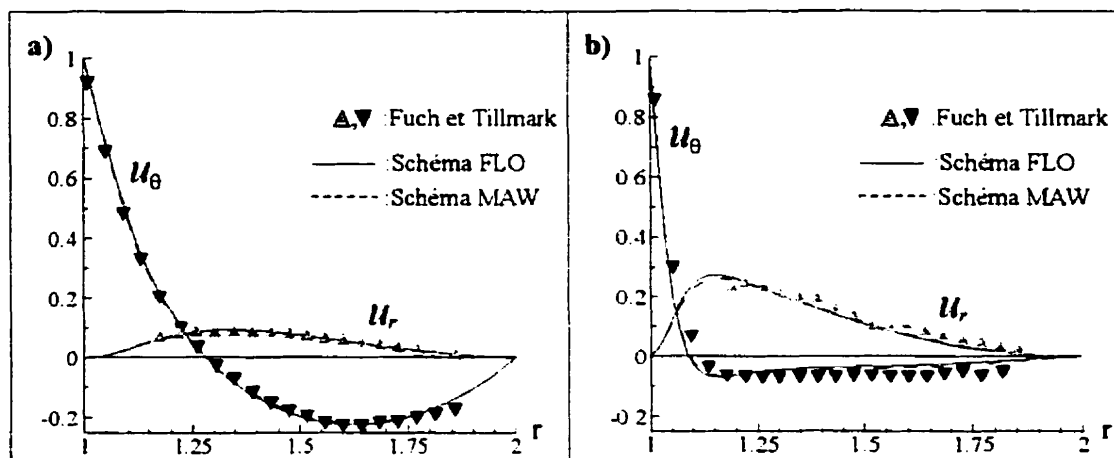 a)
1
0.8
0.6
0.4
0.2
0
-0.2
1
1.25
1.5
1.75
2
r
u_θ
u_r
△,▼ :Fuch et Tillmark
:Schéma FLO
:Schéma MAW
b)
1
0.8
0.6
0.4
0.2
0
-0.2
1
1.25
1.5
1.75
2
r
u_θ
u_r
△,▼ :Fuch et Tillmark
:Schéma FLO
:Schéma MAW